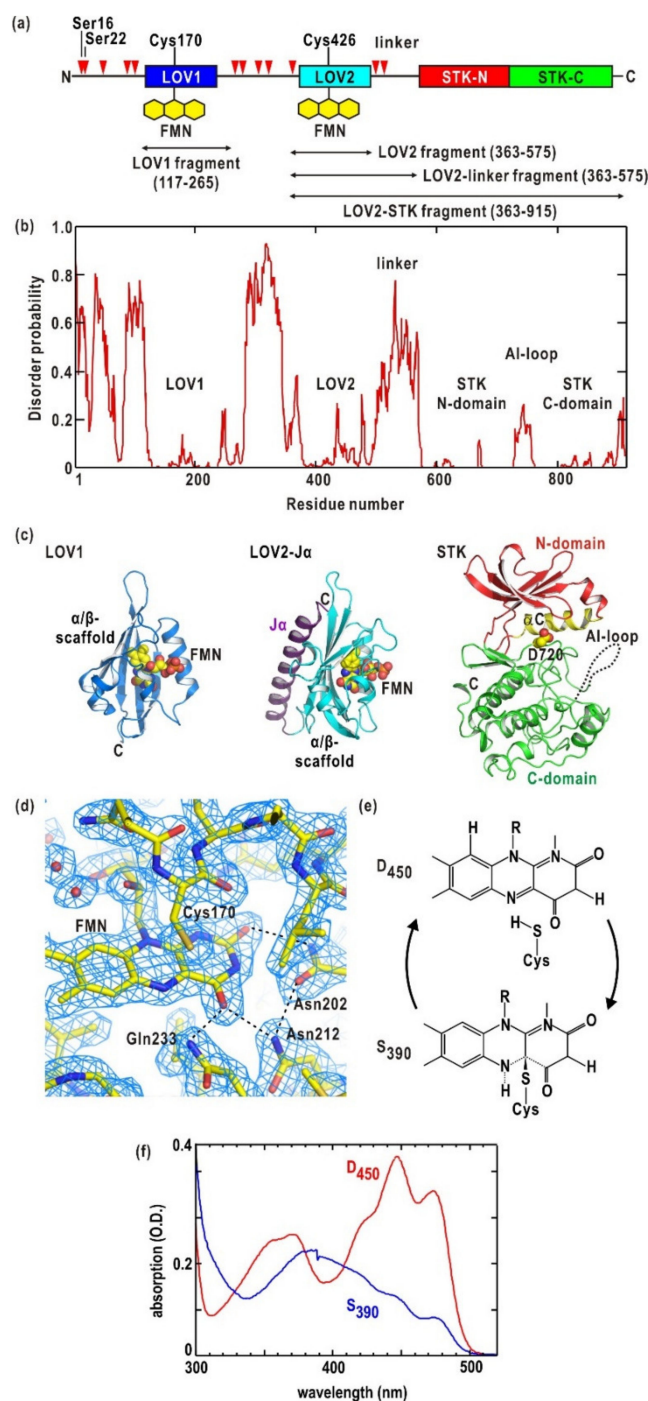 (a)
Ser16
Ser22
Cys170
Cys426
linker
N
LOV1
LOV2
STK-N
STK-C
C
FMN
FMN
LOV1 fragment
(117-265)
LOV2 fragment (363-575)
LOV2-linker fragment (363-575)
LOV2-STK fragment (363-915)
(b)
Disorder probability
1.0
0.8
0.6
0.4
0.2
0
linker
LOV1
LOV2
STK
N-domain
AI-loop
STK
C-domain
1
200
400
600
800
Residue number
(c)
LOV1
α/β-
scaffold
FMN
C
LOV2-Jα
Jα
C
FMN
α/β-
scaffold
STK
N-domain
αC
D720
AI-loop
C
C-domain
(d)
Cys170
FMN
Asn202
Asn212
Gln233
(e)
D450
H
R
N
N
O
N
O
H
H
S
Cys
S390
R
N
N
O
N
H
S
O
H
Cys
(f)
absorption (O.D.)
0.4
0.2
0
D450
S390
300
400
500
wavelength (nm)